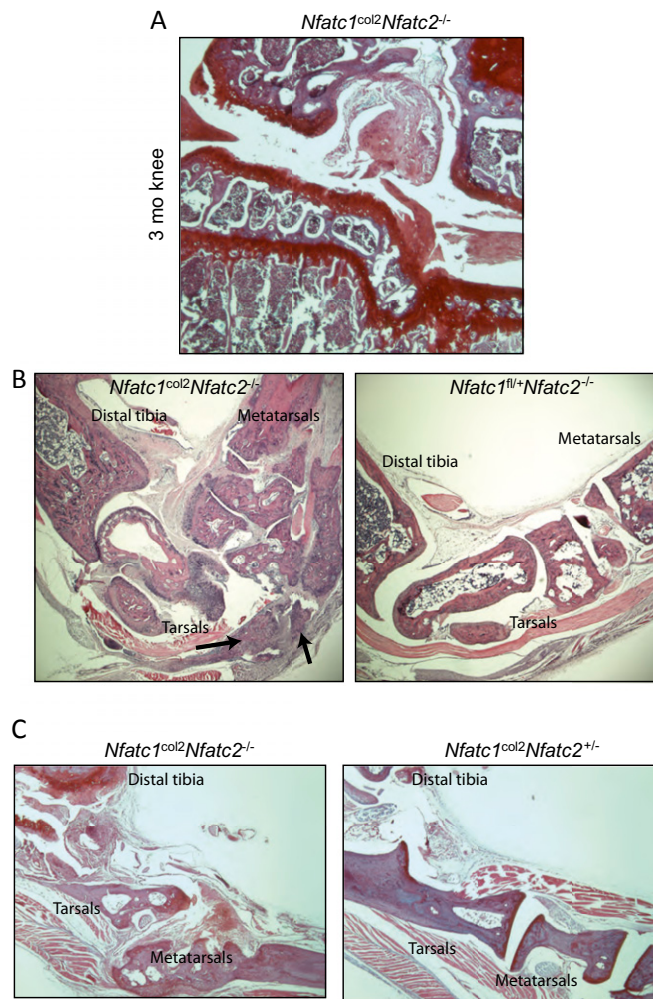 A
Nfatc1col2Nfatc2-/-
3 mo knee
B
Nfatc1col2Nfatc2-/-
Distal tibia
Metatarsals
Tarsals
Nfatc1fl/+Nfatc2-/-
Metatarsals
Distal tibia
Tarsals
C
Nfatc1col2Nfatc2-/-
Distal tibia
Tarsals
Metatarsals
Nfatc1col2Nfatc2+/-
Distal tibia
Tarsals
Metatarsals